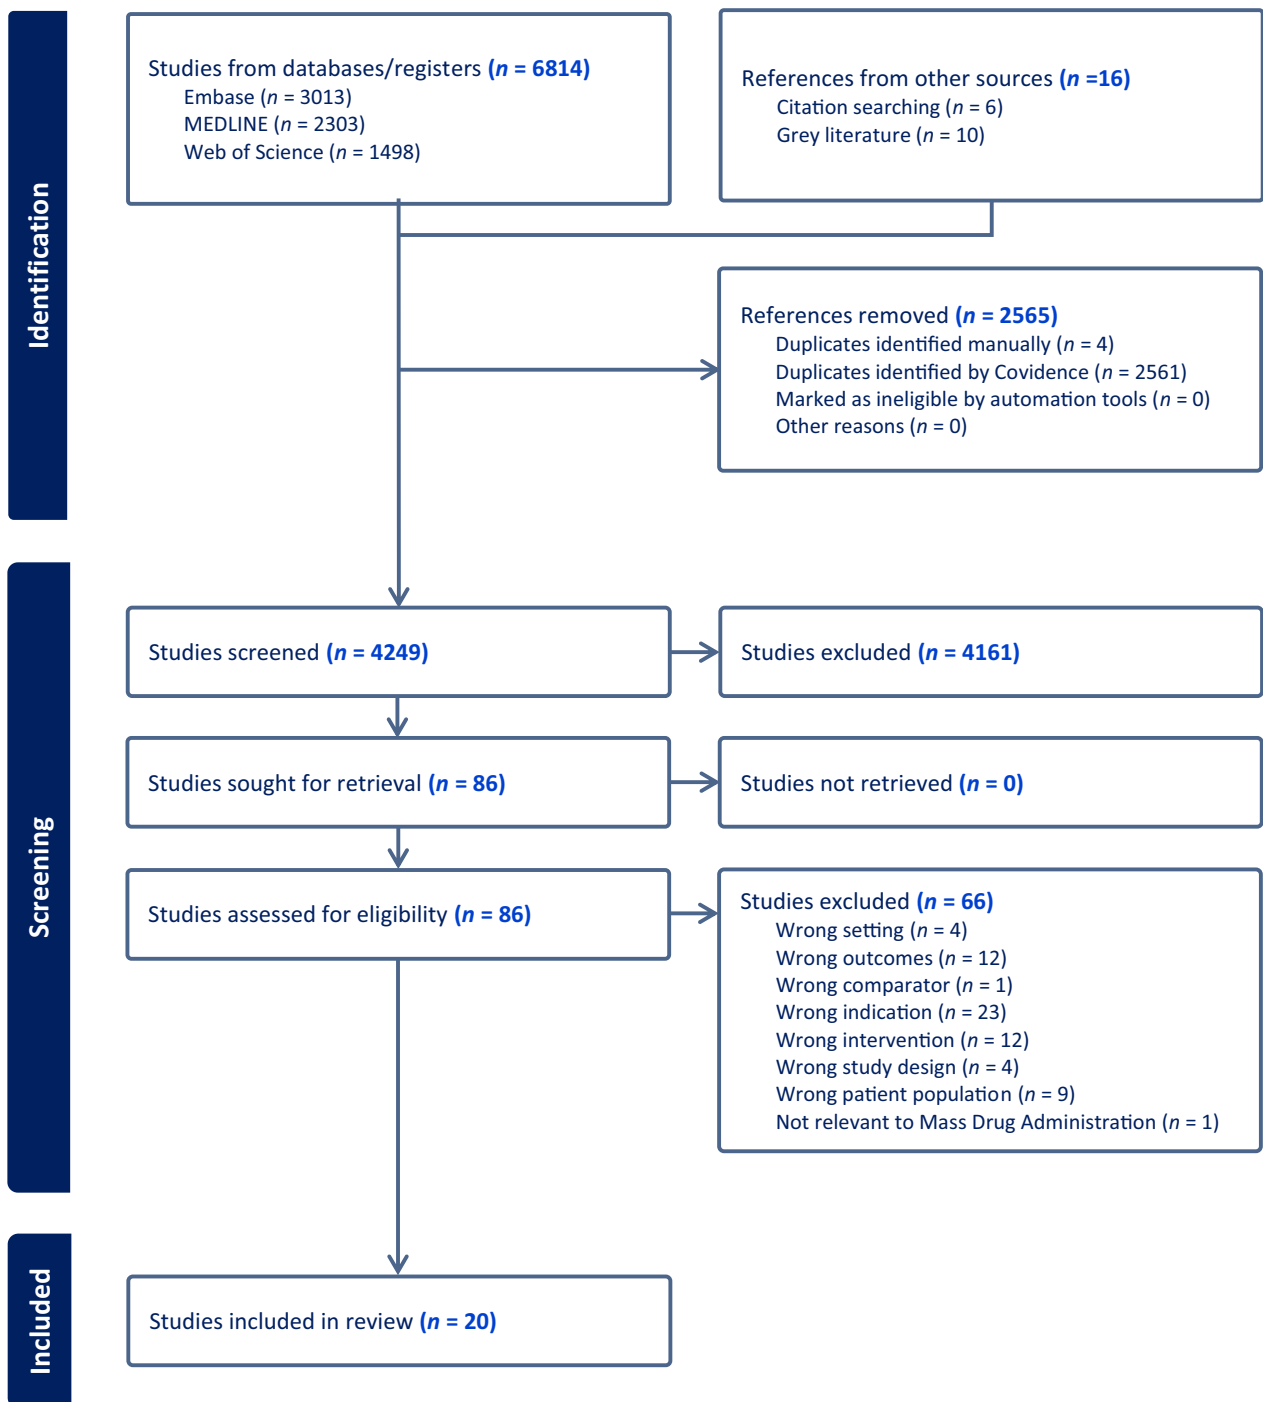 Identification
Studies from databases/registers (n = 6814)
Embase (n = 3013)
MEDLINE (n = 2303)
Web of Science (n = 1498)
References from other sources (n =16)
Citation searching (n = 6)
Grey literature (n = 10)
References removed (n = 2565)
Duplicates identified manually (n = 4)
Duplicates identified by Covidence (n = 2561)
Marked as ineligible by automation tools (n = 0)
Other reasons (n = 0)
Screening
Studies screened (n = 4249)
Studies excluded (n = 4161)
Studies sought for retrieval (n = 86)
Studies not retrieved (n = 0)
Studies assessed for eligibility (n = 86)
Studies excluded (n = 66)
Wrong setting (n = 4)
Wrong outcomes (n = 12)
Wrong comparator (n = 1)
Wrong indication (n = 23)
Wrong intervention (n = 12)
Wrong study design (n = 4)
Wrong patient population (n = 9)
Not relevant to Mass Drug Administration (n = 1)
Included
Studies included in review (n = 20)